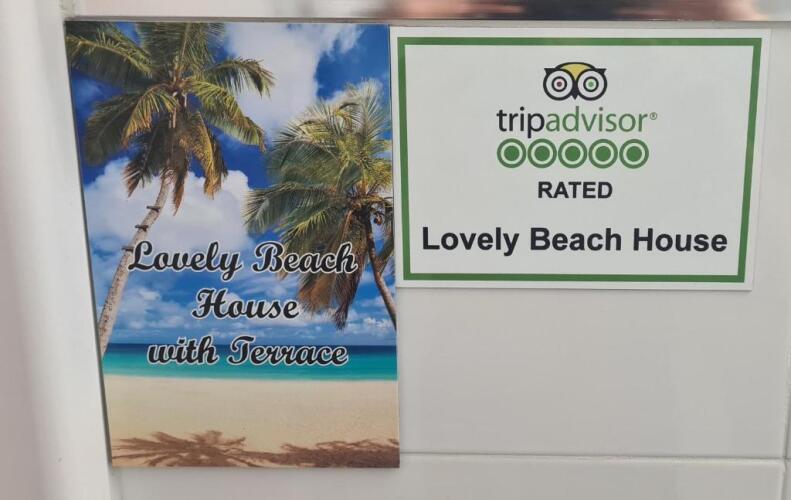 Lovely Beach
House
with Terrace
tripadvisor®
RATED
Lovely Beach House